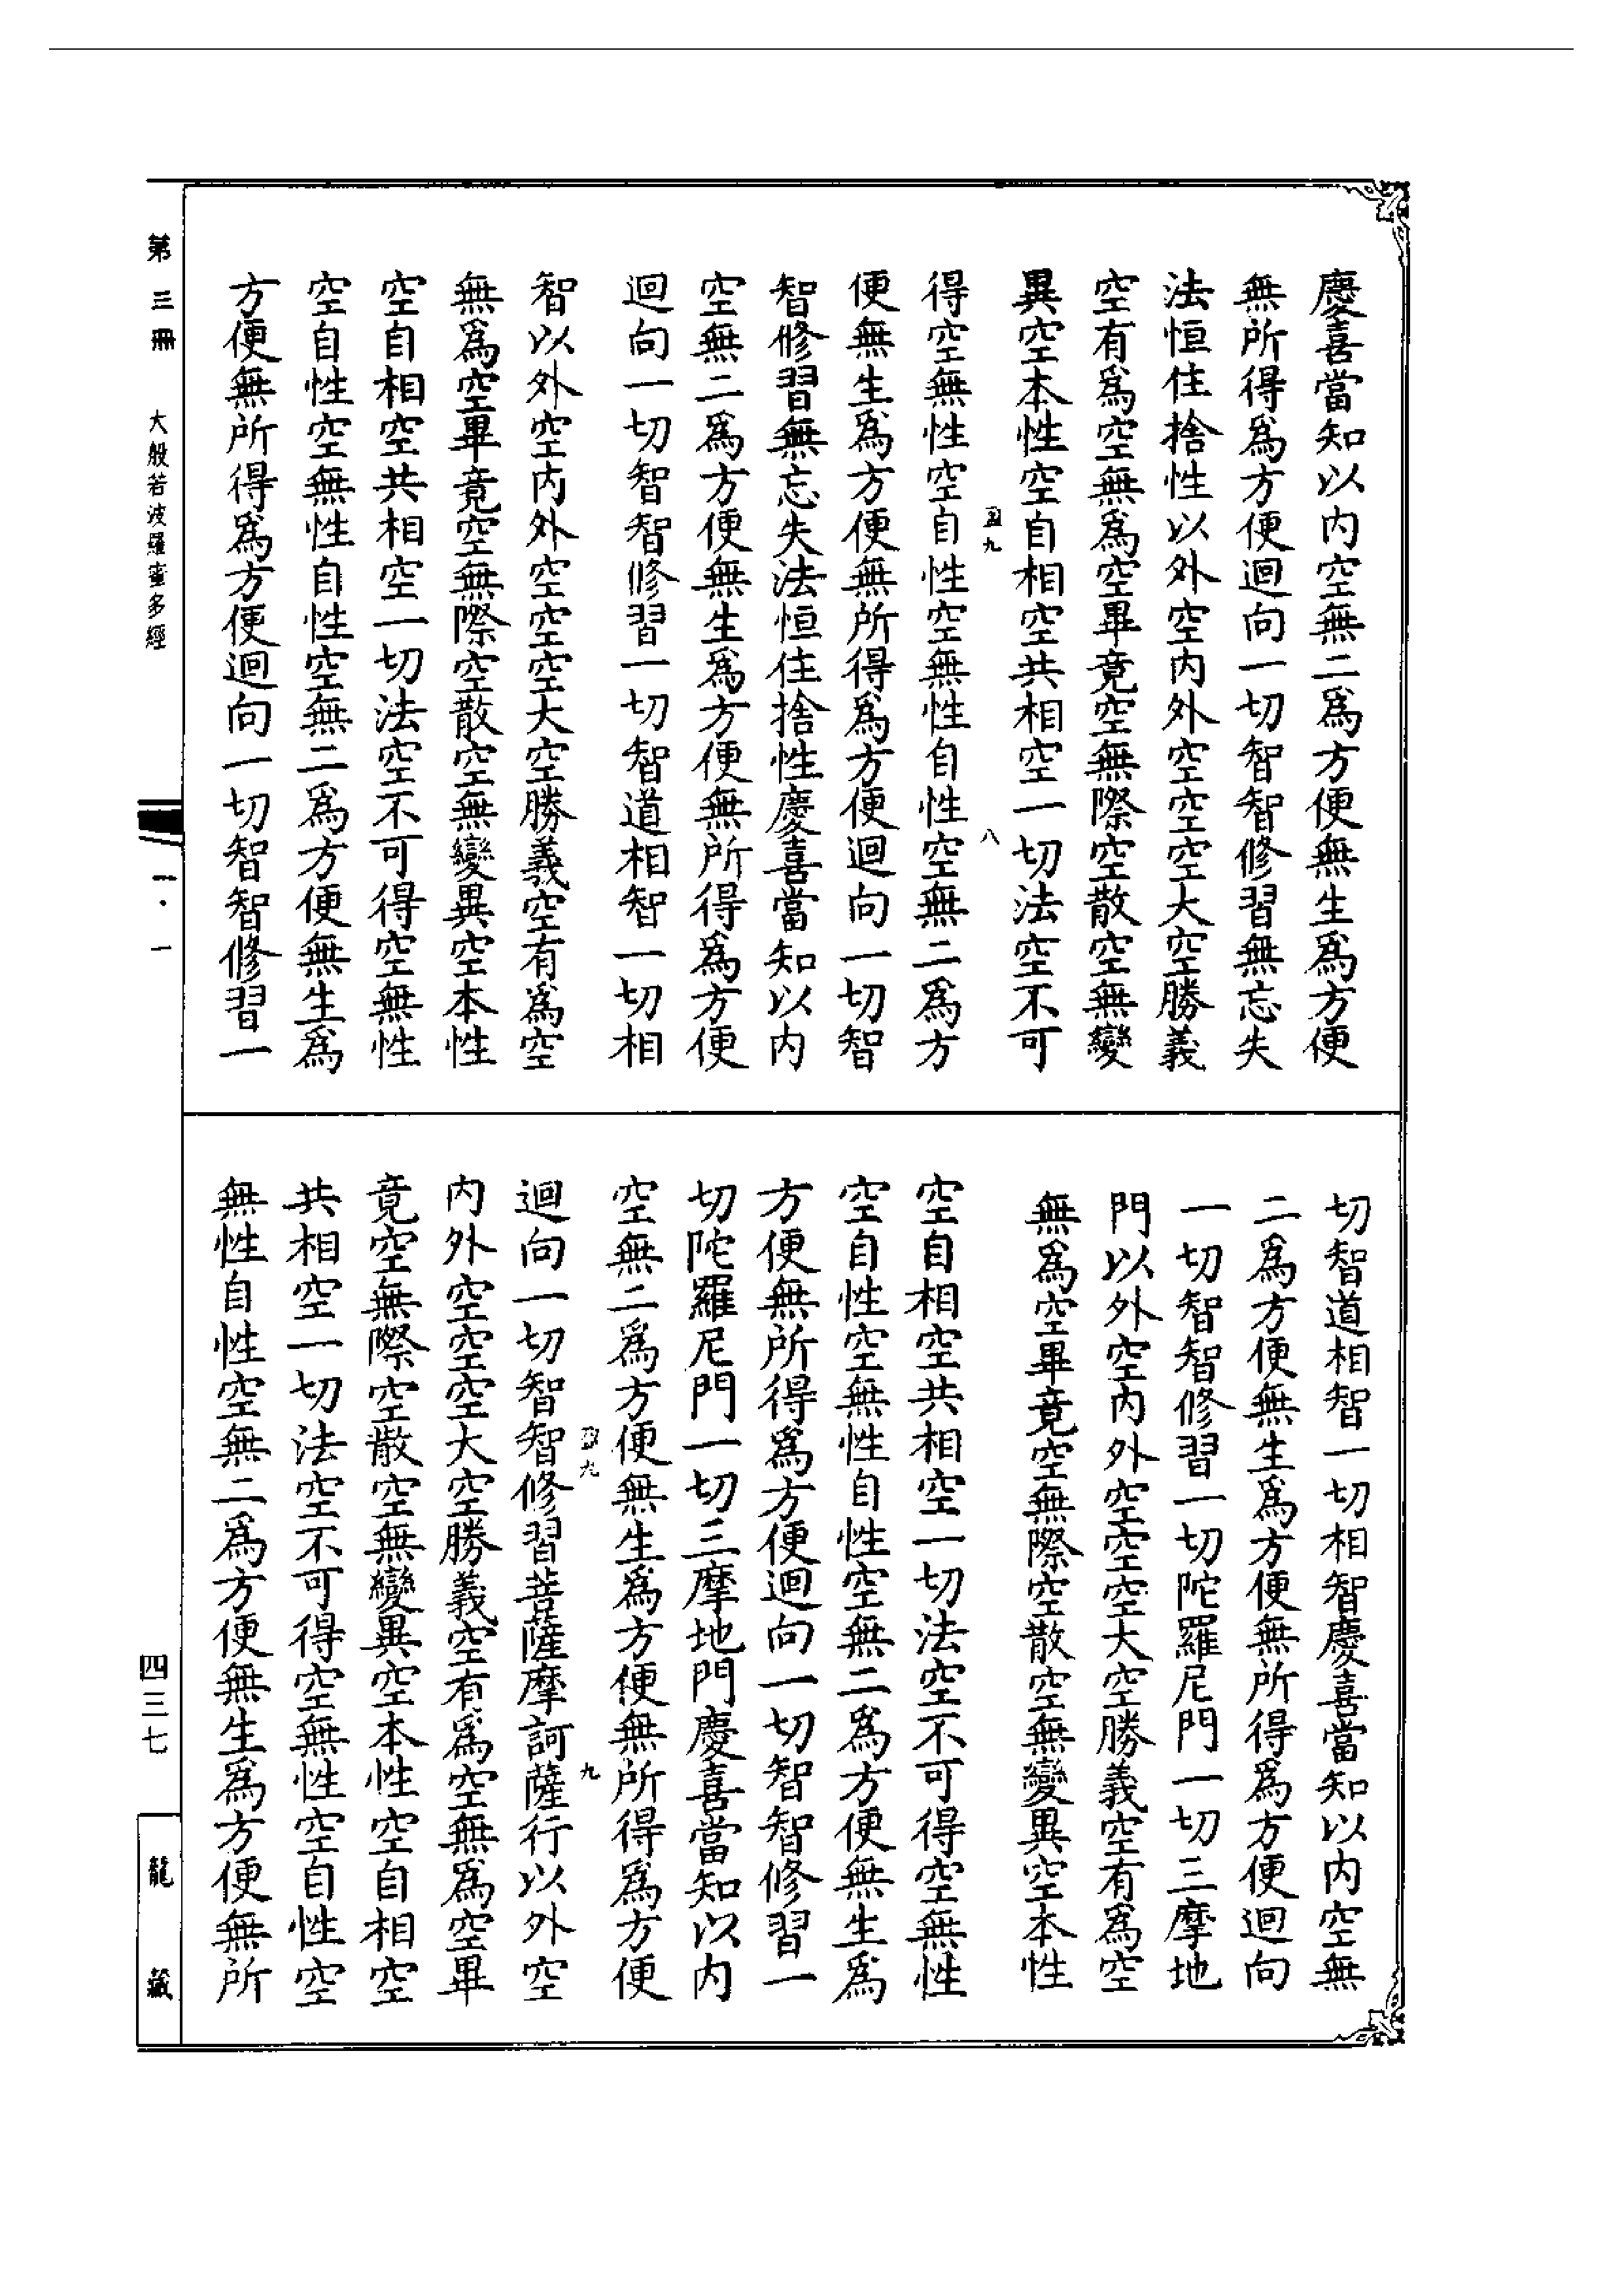 慶喜當知以内空無二爲方便無生爲方便
無所得爲方便迴向一切智智修習無忘失
法恒住捨性以外空内外空空空大空勝義
空有爲空無爲空畢竟空無際空散空無變
異空本性空自相空共相空一切法空不可
九
八
得空無性空自性空無性自性空無二爲方
便無生爲方便無所得爲方便迴向一切智
智修習無忘失法恒住捨性慶喜當知以内
空無二爲方便無生爲方便無所得爲方便
迴向一切智智修習一切智道相智一切相
智以外空内外空空空大空勝義空有爲空
無爲空畢竟空無際空散空無變異空本性
空自相空共相空一切法空不可得空無性
空自性空無性自性空無二爲方便無生爲
方便無所得爲方便迴向一切智智修習一
切智道相智一切相智慶喜當知以内空無
二爲方便無生爲方便無所得爲方便迴向
一切智智修習一切陀羅尼門一切三摩地
門以外空内外空空空大空勝義空有爲空
無爲空畢竟空無際空散空無變異空本性
空自相空共相空一切法空不可得空無性
空自性空無性自性空無二爲方便無生爲
方便無所得爲方便迴向一切智智修習一
切陀羅尼門一切三摩地門慶喜當知以内
空無二爲方便無生爲方便無所得爲方便
九
九
迴向一切智智修習菩薩摩訶薩行以外空
内外空空空大空勝義空有爲空無爲空畢
竟空無際空散空無變異空本性空自相空
共相空一切法空不可得空無性空自性空
無性自性空無二爲方便無生爲方便無所
第三冊
大般若波羅蜜多經
一·一
四三七
龍藏